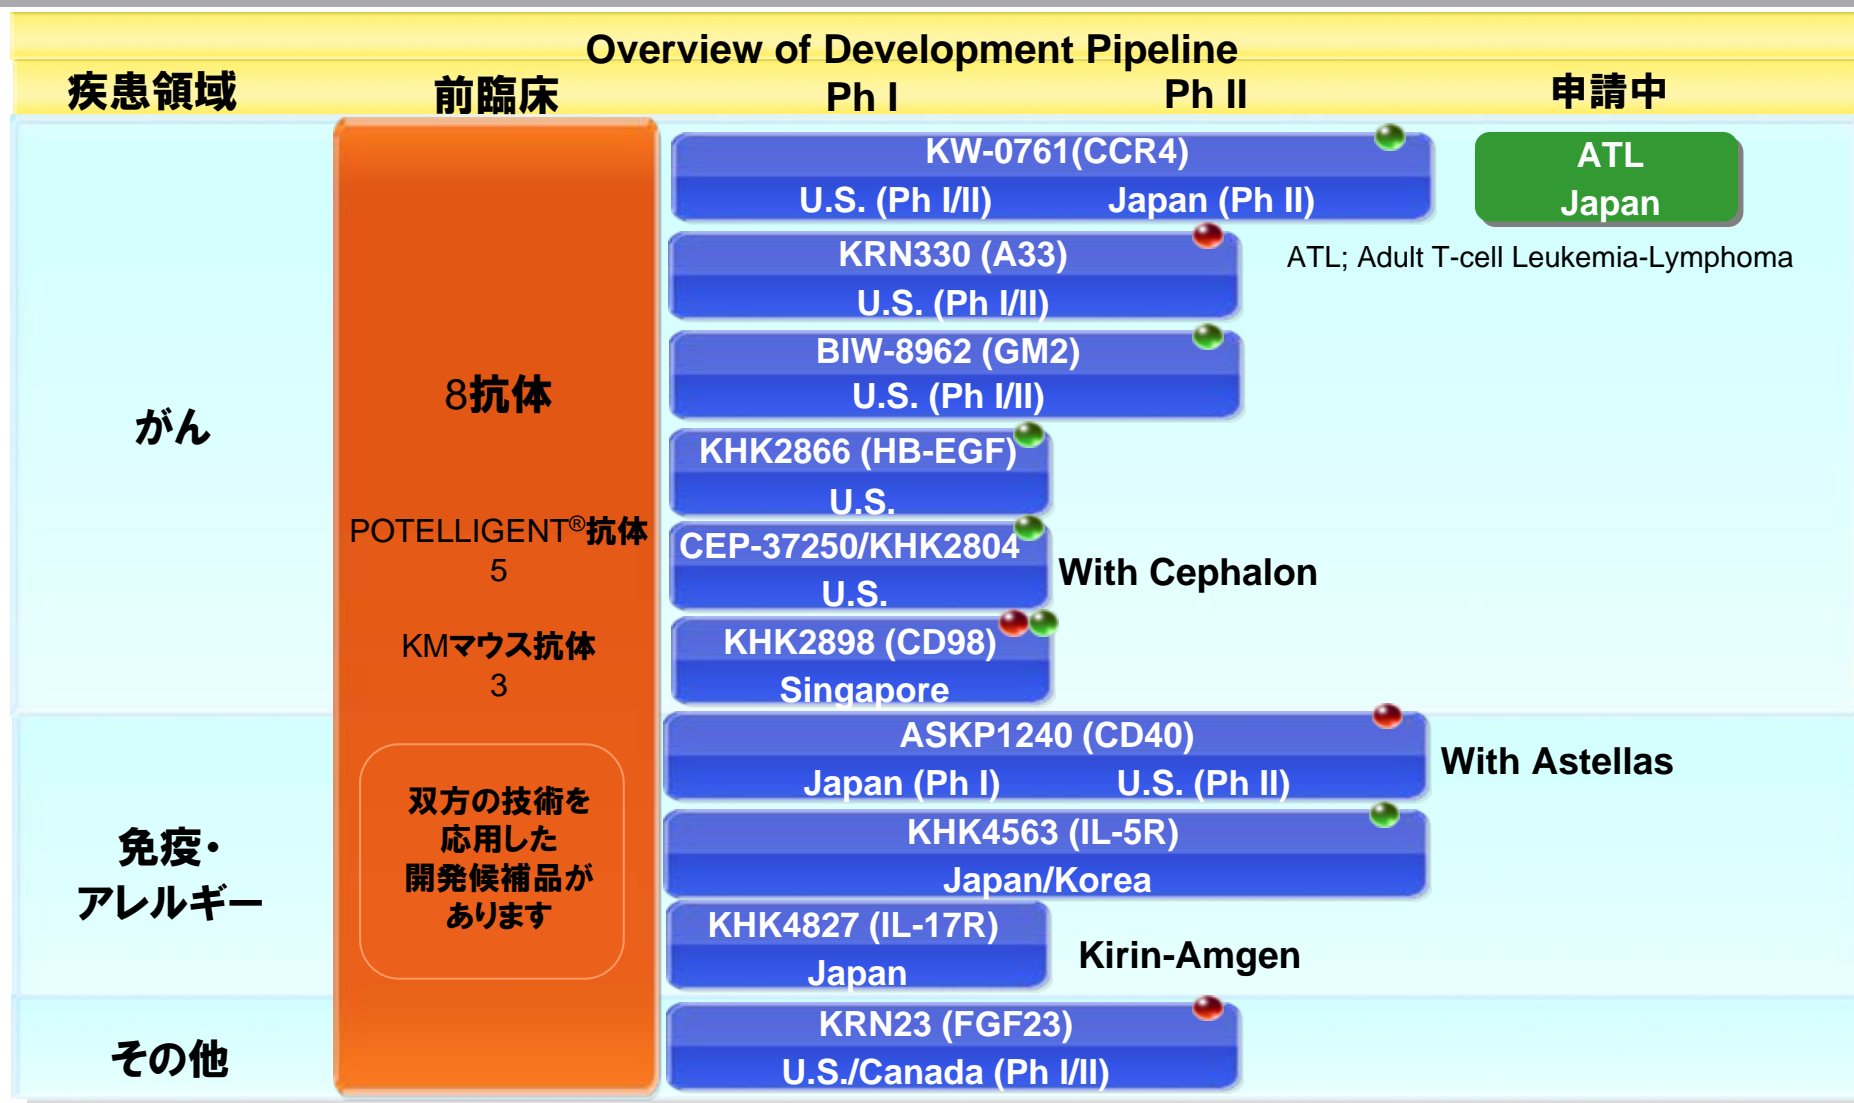 Overview of Development Pipeline
疾患領域
前臨床
Ph I
Ph II
申請中
がん
8抗体
POTELLIGENT®抗体
5
KMマウス抗体
3
双方の技術を
応用した
開発候補品が
あります
KW-0761(CCR4)
U.S. (Ph I/II) Japan (Ph II)
ATL
Japan
KRN330 (A33)
U.S. (Ph I/II)
ATL; Adult T-cell Leukemia-Lymphoma
BIW-8962 (GM2)
U.S. (Ph I/II)
KHK2866 (HB-EGF)
U.S.
CEP-37250/KHK2804
U.S.
With Cephalon
KHK2898 (CD98)
Singapore
免疫・
アレルギー
ASKP1240 (CD40)
Japan (Ph I) U.S. (Ph II)
With Astellas
KHK4563 (IL-5R)
Japan/Korea
KHK4827 (IL-17R)
Japan
Kirin-Amgen
その他
KRN23 (FGF23)
U.S./Canada (Ph I/II)